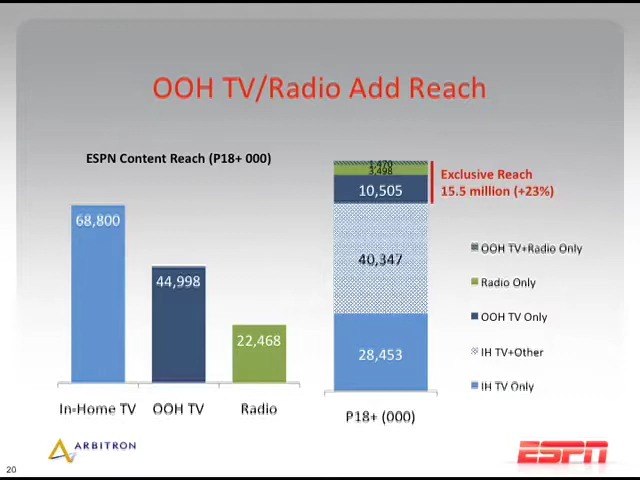 OOH TV/Radio Add Reach
ESPN Content Reach (P18+ 000)
68,800
44,998
22,468
In-Home TV
OOH TV
Radio
1,470
3,498
10,505
40,347
28,453
P18+ (000)
Exclusive Reach
15.5 million (+23%)
OOH TV+Radio Only
Radio Only
OOH TV Only
IH TV+Other
IH TV Only
20
ARBITRON
ESPN